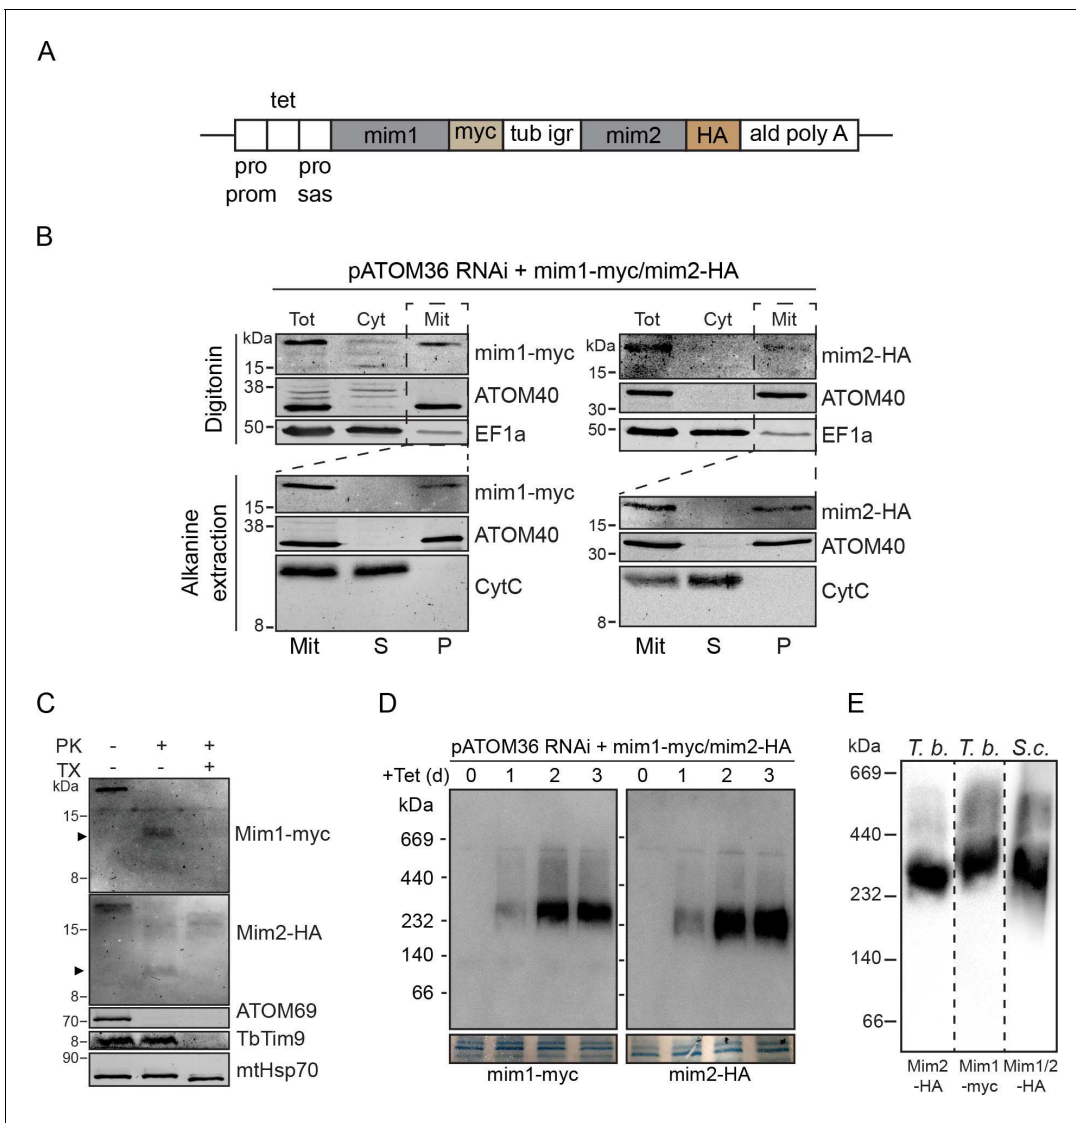 A
tet
mim1 myc tub igr mim2 HA ald poly A
pro pro
prom sas
B
pATOM36 RNAi + mim1-myc/mim2-HA
Tot Cyt Mit Tot Cyt Mit
Digitonin
kDa
15
mim1-myc
38
ATOM40
50
EF1a
kDa
15
mim2-HA
30
ATOM40
50
EF1a
Alkanine
extraction
15
mim1-myc
38
ATOM40
8
CytC
15
mim2-HA
30
ATOM40
8
CytC
Mit S P Mit S P
C
PK - + +
TX - - +
kDa
15
8
Mim1-myc
15
8
Mim2-HA
70
ATOM69
8
TbTim9
90
mtHsp70
D
pATOM36 RNAi + mim1-myc/mim2-HA
+Tet (d) 0 1 2 3 0 1 2 3
kDa
669
440
232
140
66
mim1-myc mim2-HA
E
kDa T. b. T. b. S.c.
669
440
232
140
66
Mim2 Mim1 Mim1/2
-HA -myc -HA